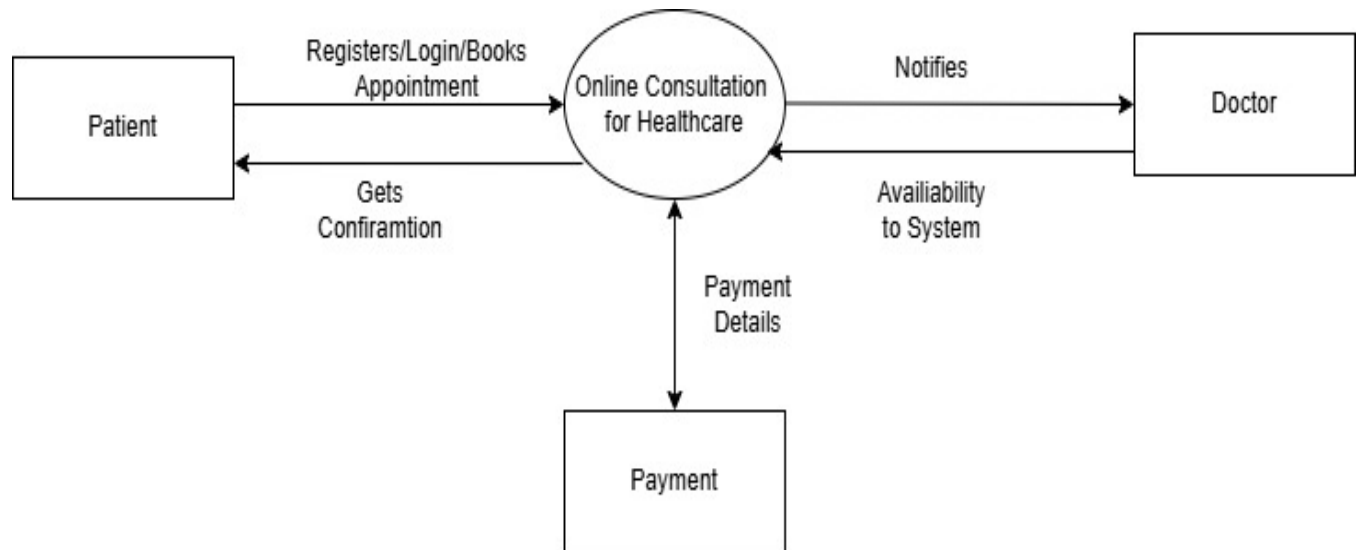 Registers/Login/Books
Appointment
Patient
Online Consultation
for Healthcare
Notifies
Doctor
Gets
Confiramtion
Availiability
to System
Payment
Details
Payment